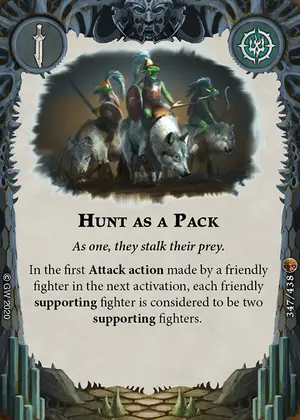 HUNT AS A PACK
As one, they stalk their prey.
In the first Attack action made by a friendly
fighter in the next activation, each friendly
supporting fighter is considered to be two
supporting fighters.
© GW 2020
347/438